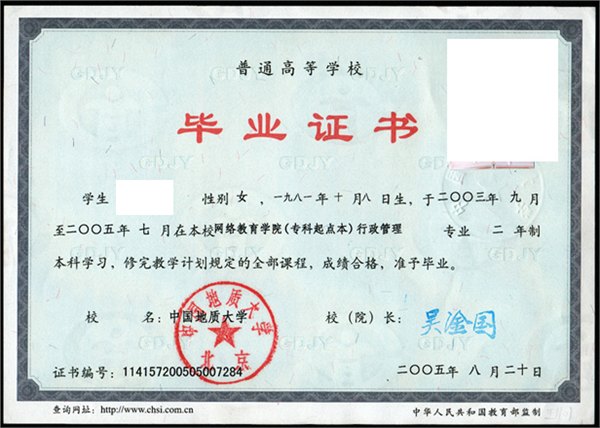 普通高等学校
毕业证书
学生 性别 女 ，一九八一年 十 月 八 日生，于二〇〇三年 九 月
至二〇〇五年 七 月在本校网络教育学院(专科起点本)行政管理 专业 二 年制
本科学习，修完教学计划规定的全部课程，成绩合格，准予毕业。
校 名：中国地质大学 校（院）长：吴淦国
中国地质大学
北京
证书编号：114157200505007284 二〇〇五年 八 月二十日
查询网址：http://www.chsi.com.cn 中华人民共和国教育部监制